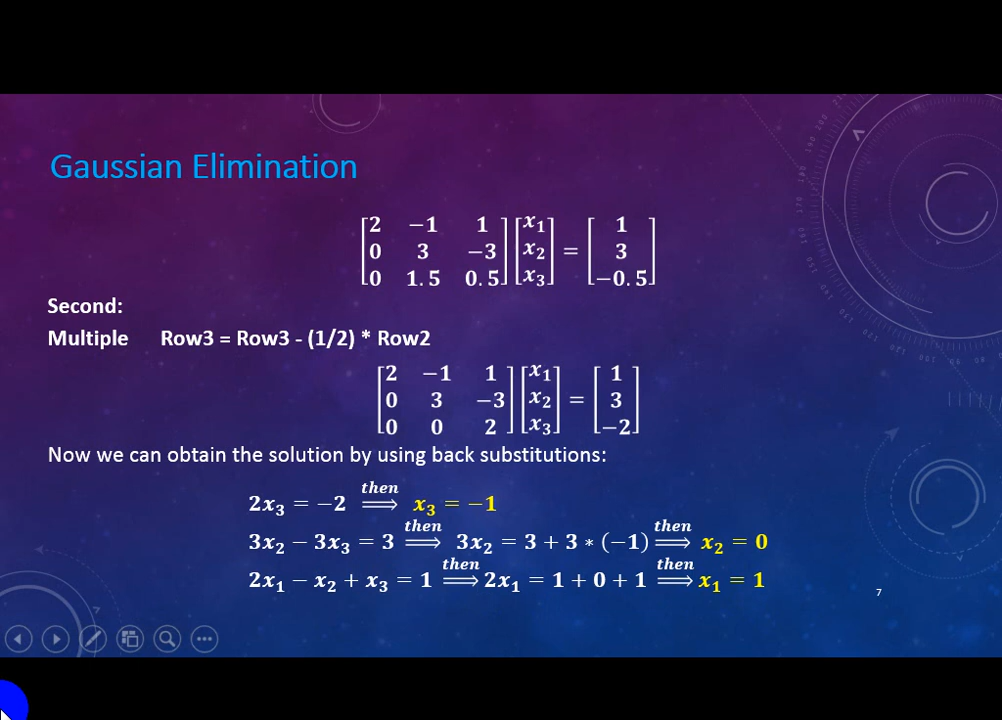 Gaussian Elimination
[2 −1 1; 0 3 −3; 0 1.5 0.5] [x₁; x₂; x₃] = [1; 3; −0.5]
Second:
Multiple Row3 = Row3 - (1/2) * Row2
[2 −1 1; 0 3 −3; 0 0 2] [x₁; x₂; x₃] = [1; 3; −2]
Now we can obtain the solution by using back substitutions:
2x₃ = −2 then ⟹ x₃ = −1
3x₂ − 3x₃ = 3 then ⟹ 3x₂ = 3 + 3 * (−1) then ⟹ x₂ = 0
2x₁ − x₂ + x₃ = 1 then ⟹ 2x₁ = 1 + 0 + 1 then ⟹ x₁ = 1
7